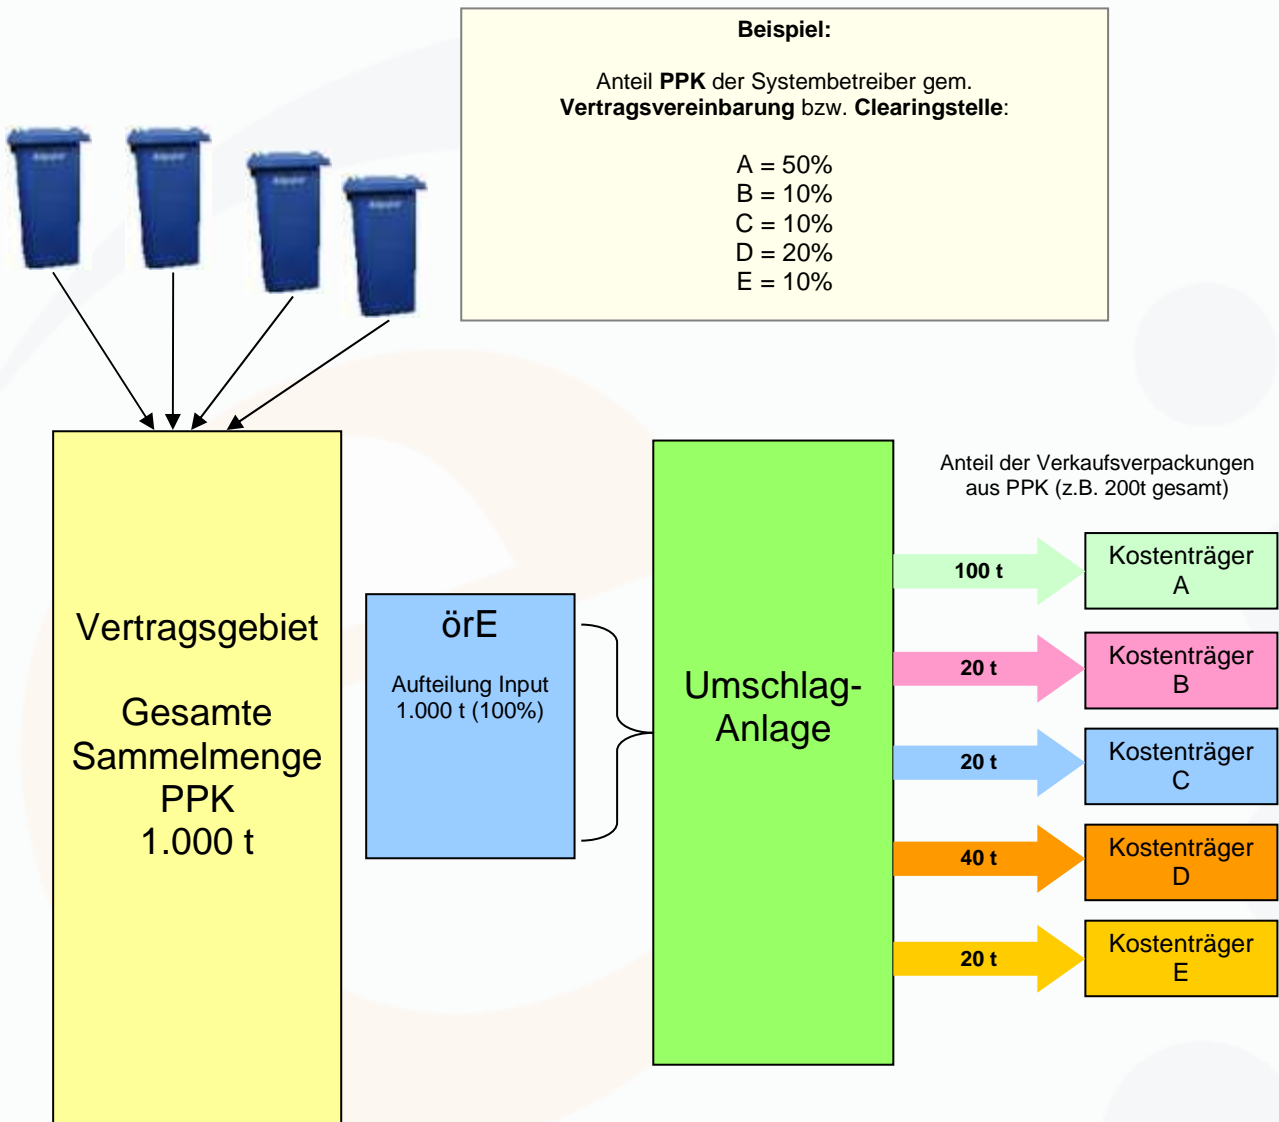 Beispiel:
Anteil PPK der Systembetreiber gem.
Vertragsvereinbarung bzw. Clearingstelle:
A = 50%
B = 10%
C = 10%
D = 20%
E = 10%
Vertragsgebiet
Gesamte
Sammelmenge
PPK
1.000 t
örE
Aufteilung Input
1.000 t (100%)
Umschlag-
Anlage
Anteil der Verkaufsverpackungen
aus PPK (z.B. 200t gesamt)
100 t
Kostenträger
A
20 t
Kostenträger
B
20 t
Kostenträger
C
40 t
Kostenträger
D
20 t
Kostenträger
E